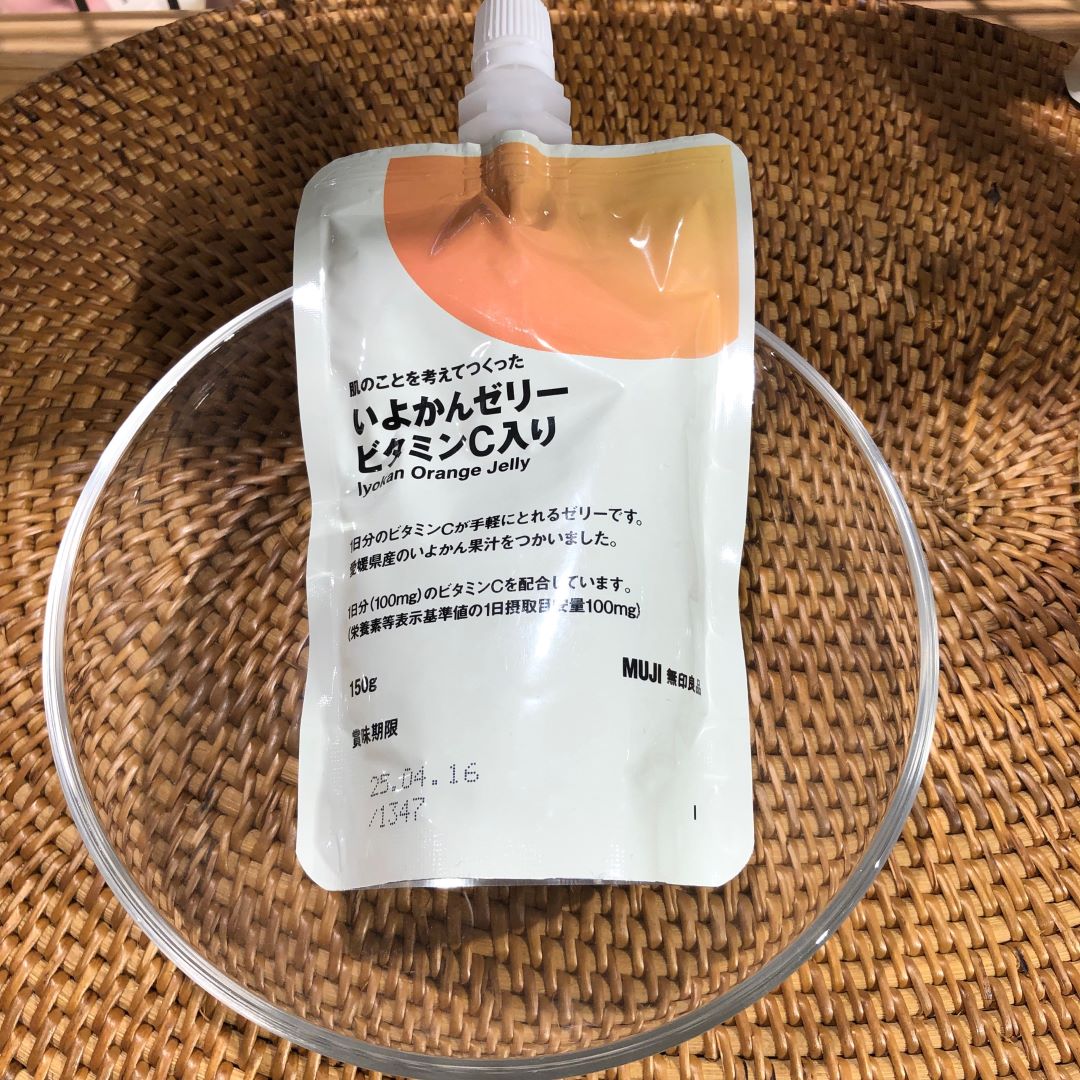 肌のことを考えてつくった
いよかんゼリー
ビタミンC入り
Iyokan Orange Jelly
1日分のビタミンCが手軽にとれるゼリーです。
愛媛県産のいよかん果汁をつかいました。
1日分(100mg)のビタミンCを配合しています。
(栄養素等表示基準値の1日摂取目安量100mg)
150g
MUJI 無印良品
賞味期限
25.04.16
/1347
I